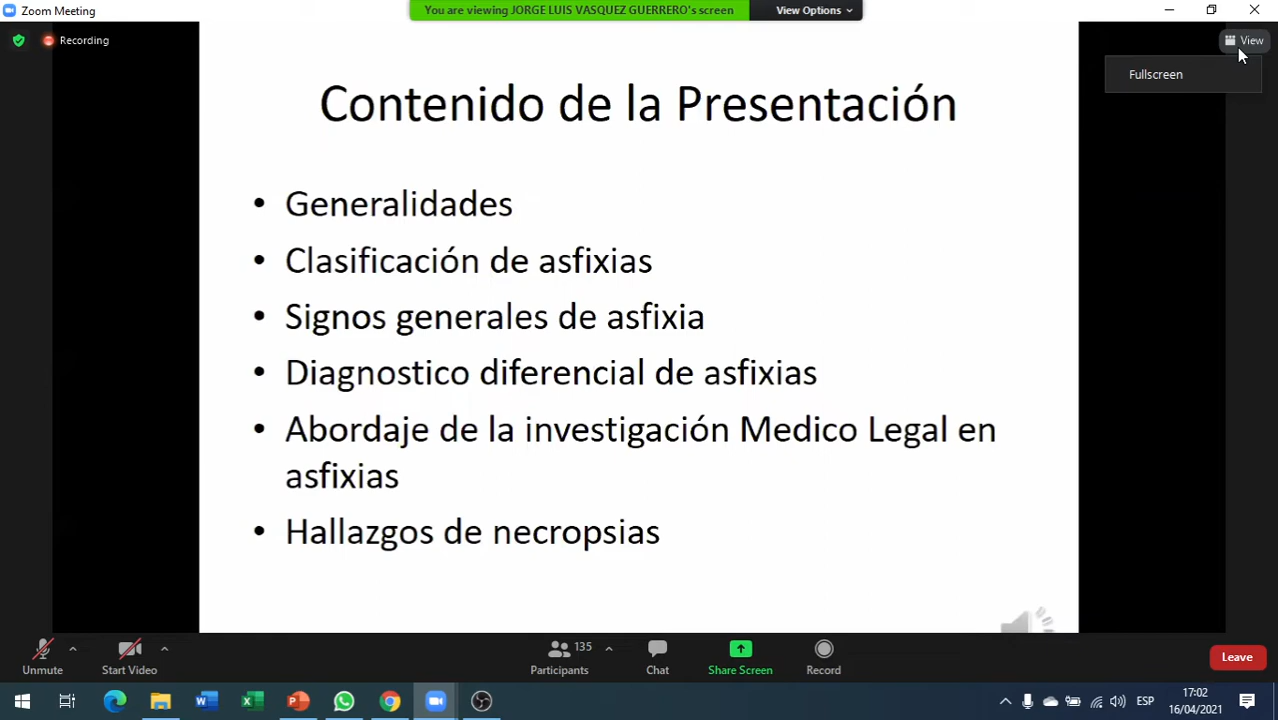 Zoom Meeting
You are viewing JORGE LUIS VASQUEZ GUERRERO's screen
View Options
Recording
View
Fullscreen
Contenido de la Presentación
• Generalidades
• Clasificación de asfixias
• Signos generales de asfixia
• Diagnostico diferencial de asfixias
• Abordaje de la investigación Medico Legal en
asfixias
• Hallazgos de necropsias
Unmute
Start Video
135
Participants
Chat
Share Screen
Record
Leave
ESP
17:02
16/04/2021